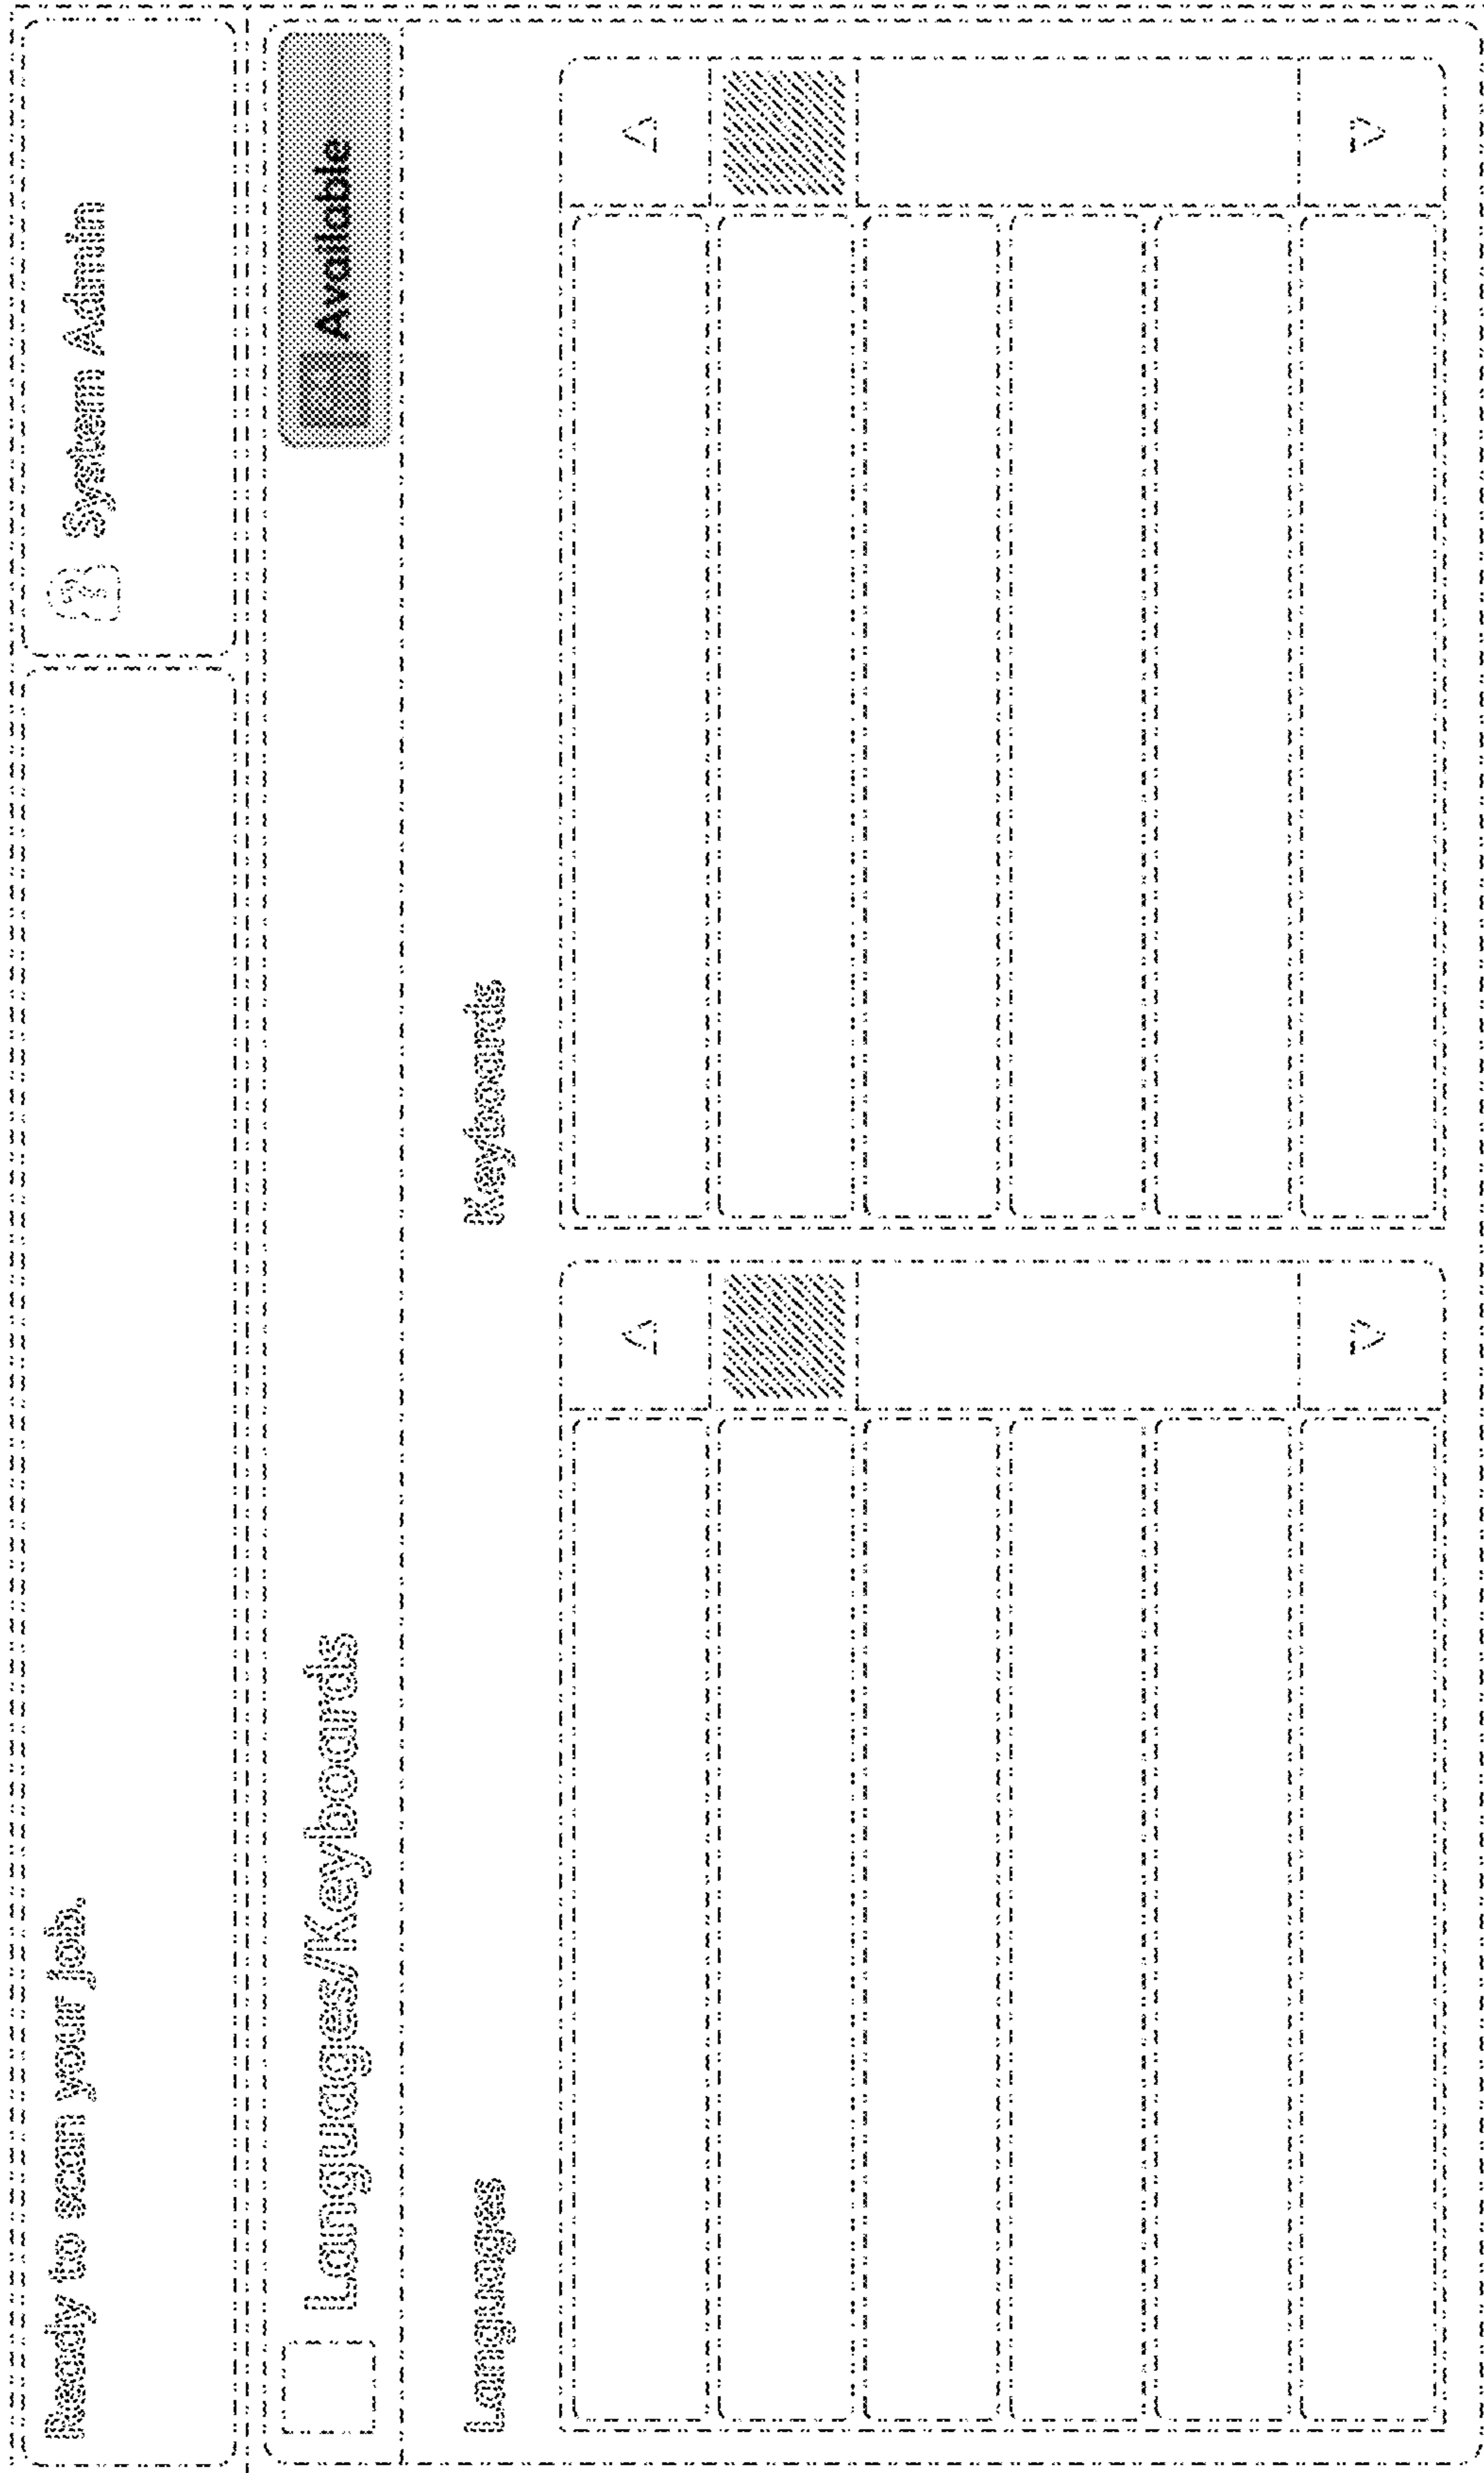 Ready to scan your job.
System Admin
Languages/Keyboards
Available
Languages
Keyboards